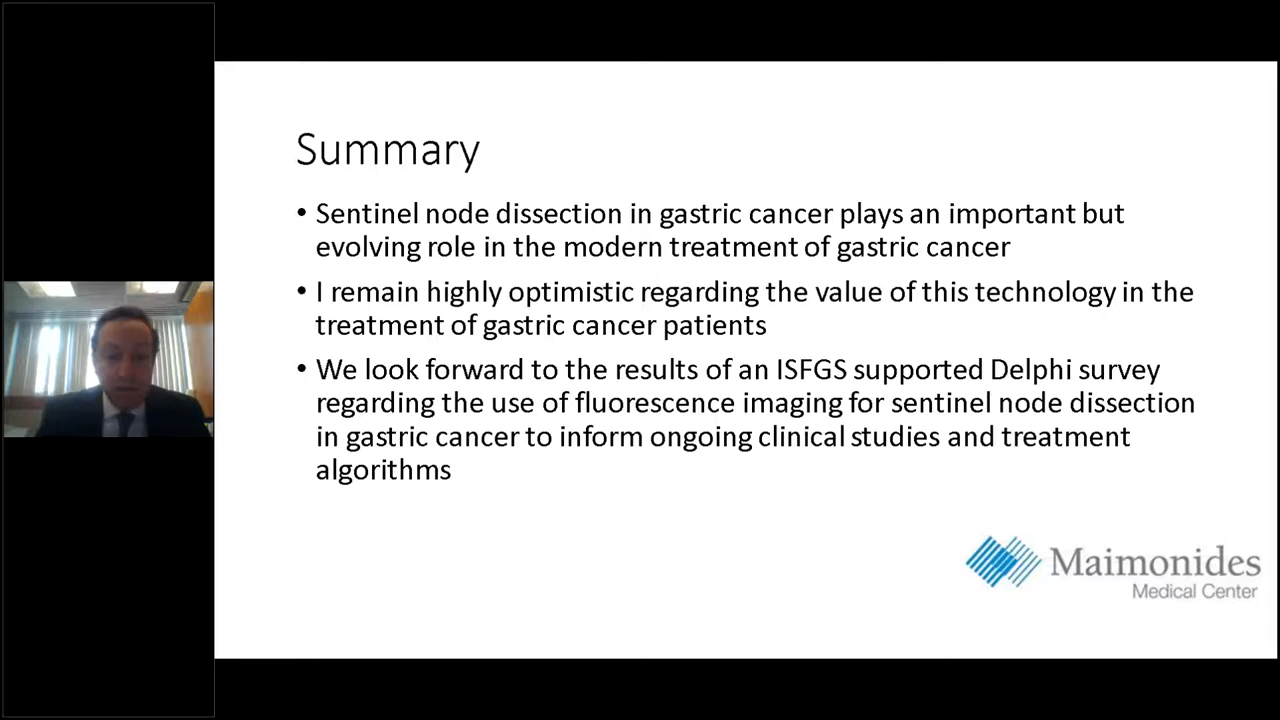 Summary
• Sentinel node dissection in gastric cancer plays an important but
evolving role in the modern treatment of gastric cancer
• I remain highly optimistic regarding the value of this technology in the
treatment of gastric cancer patients
• We look forward to the results of an ISFGS supported Delphi survey
regarding the use of fluorescence imaging for sentinel node dissection
in gastric cancer to inform ongoing clinical studies and treatment
algorithms
Maimonides
Medical Center